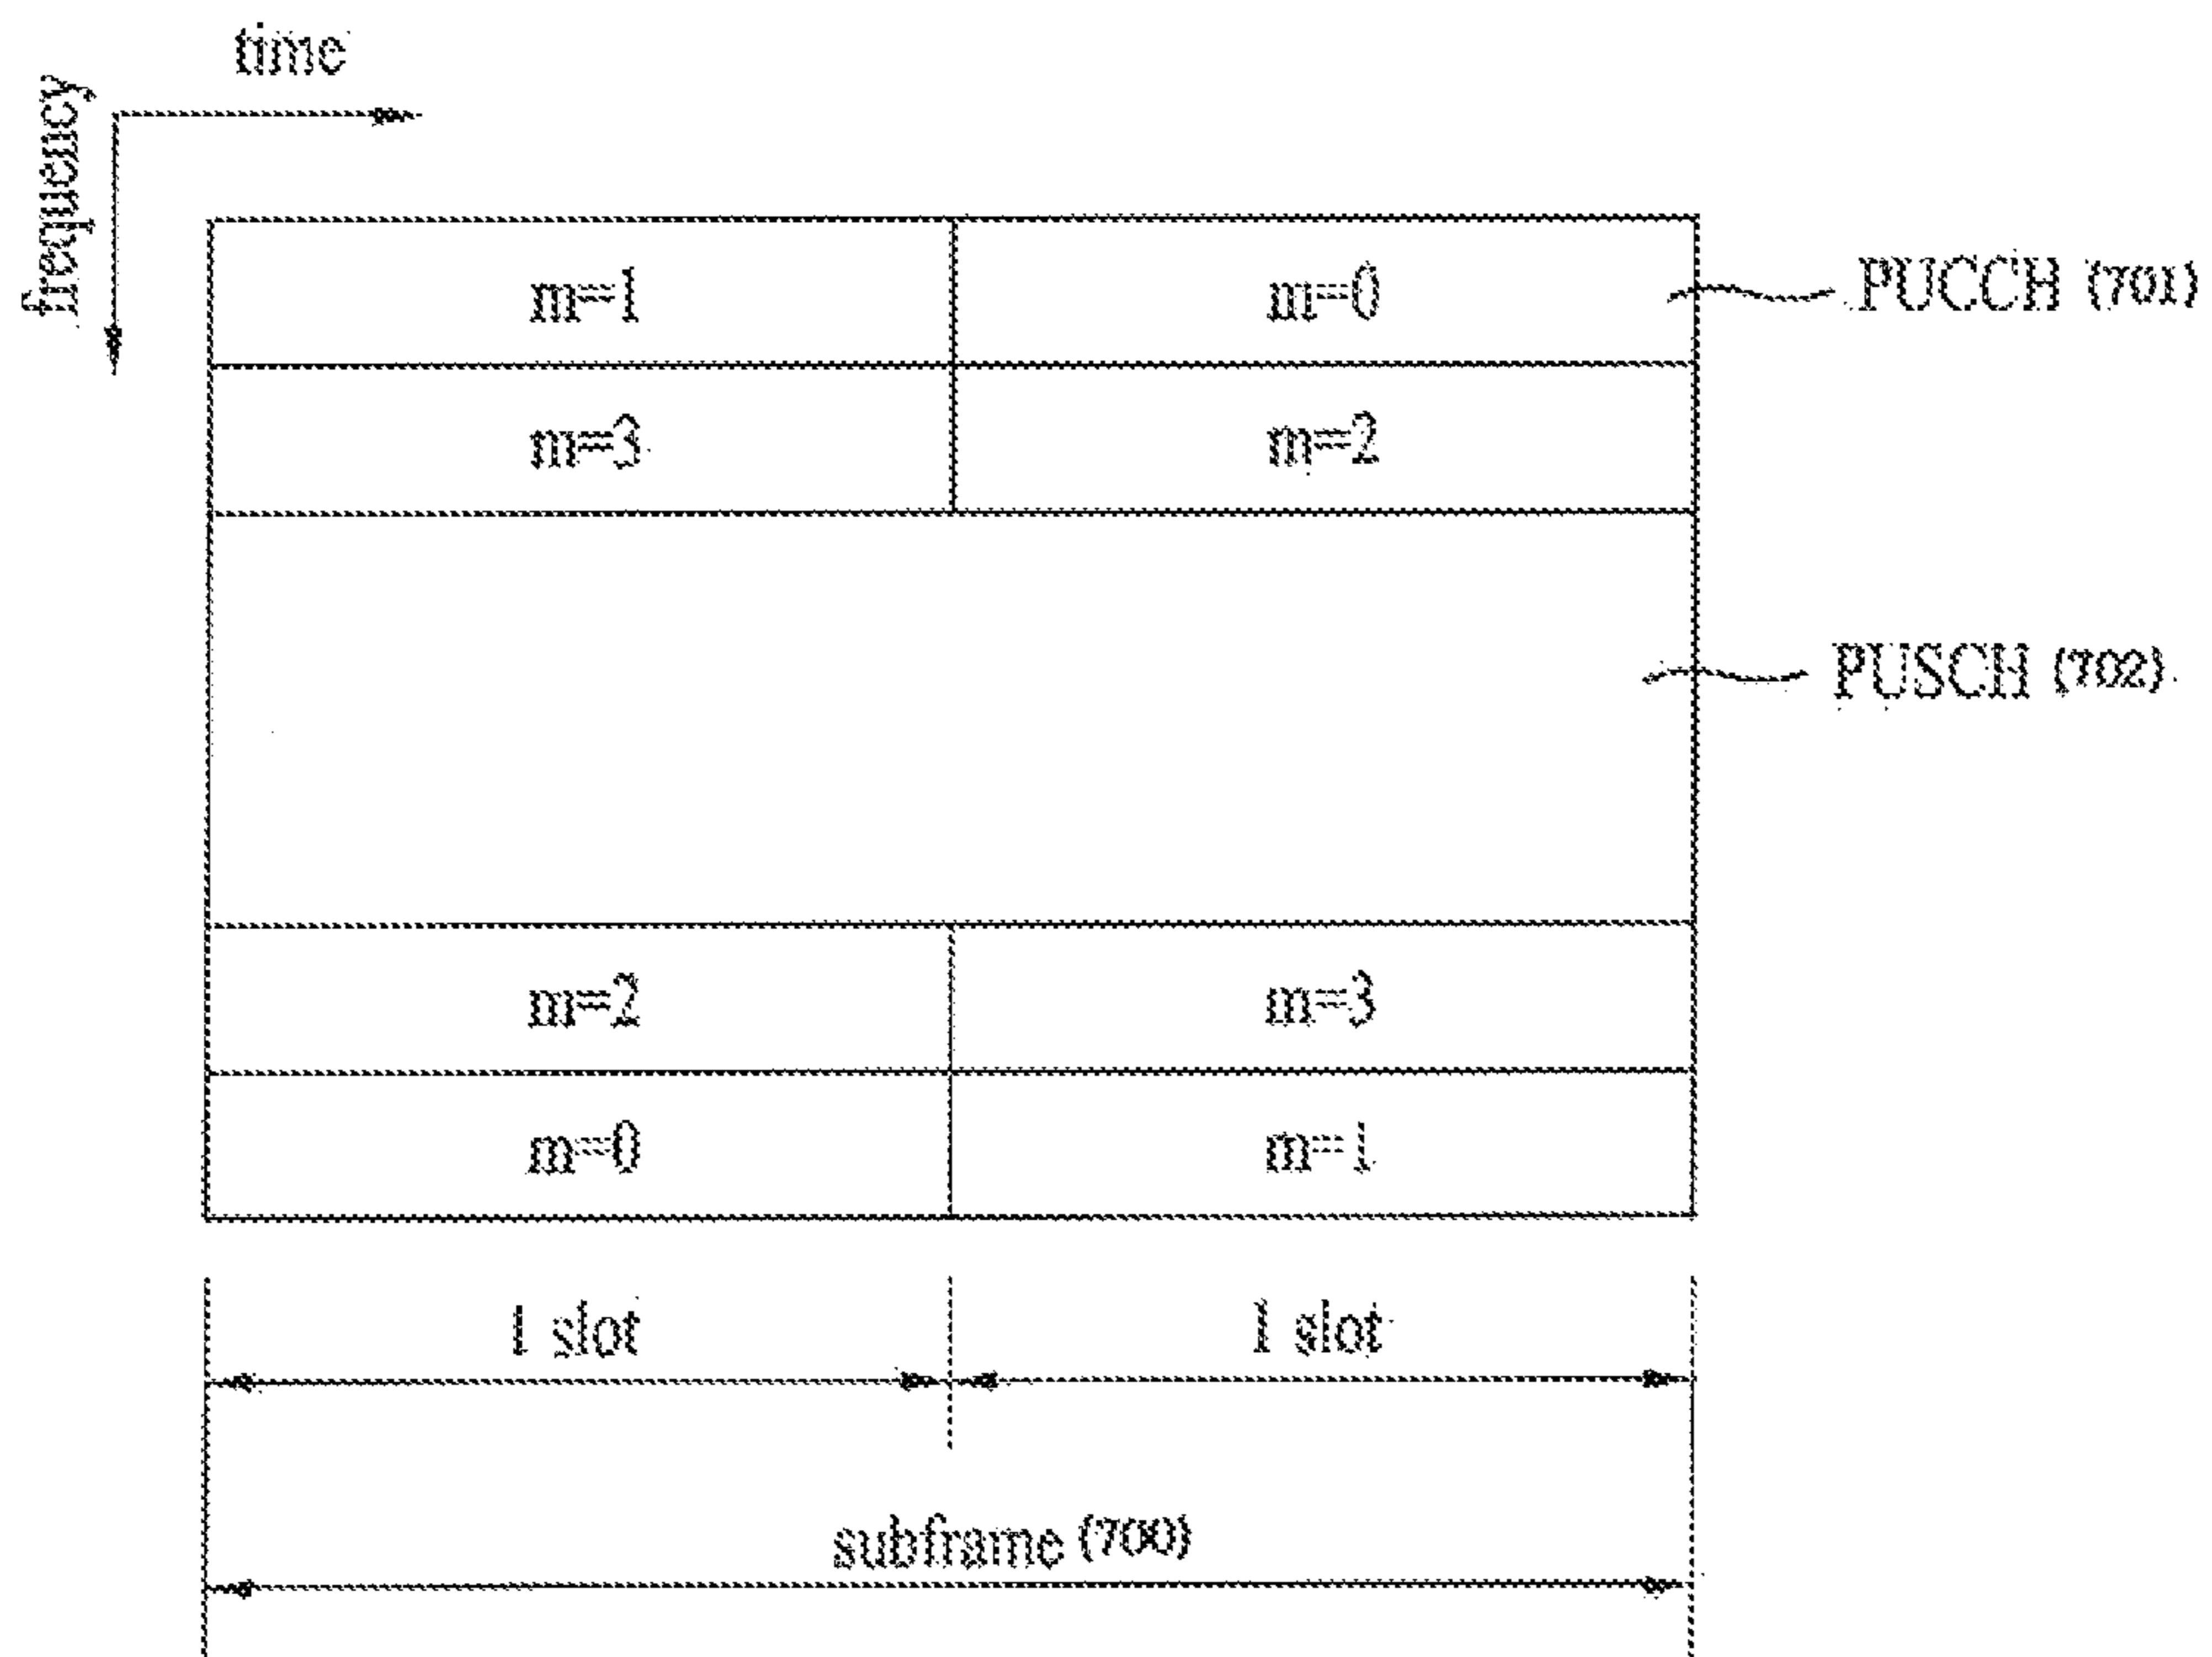 time
frequency
m=1
m=0
PUCCH (701)
m=3
m=2
PUSCH (702)
m=2
m=3
m=0
m=1
1 slot
1 slot
subframe (700)